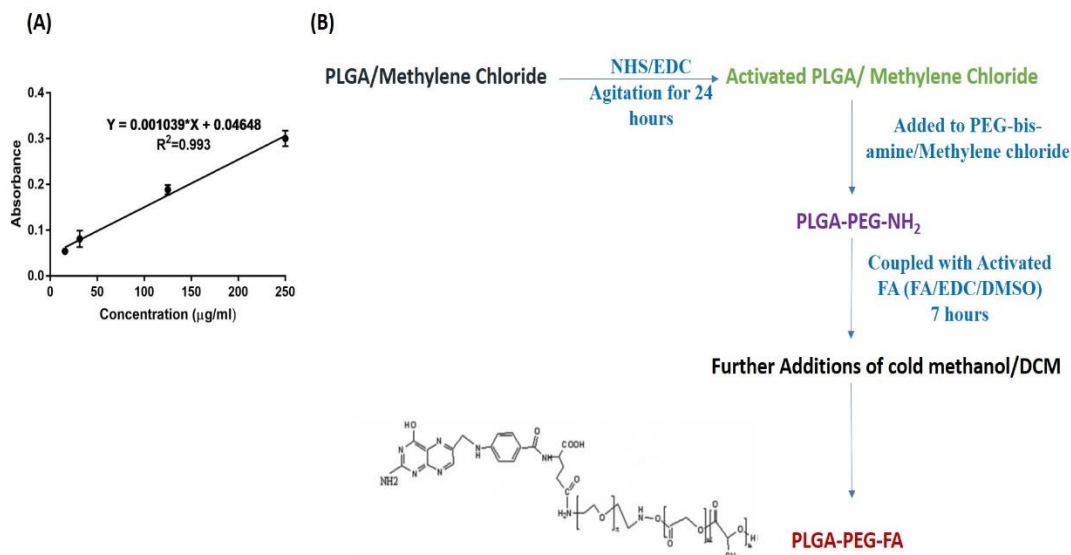 (A)
(B)
0.4
0.3
0.2
0.1
0.0
Absorbance
Y = 0.001039*X + 0.04648
R²=0.993
0 50 100 150 200 250
Concentration (µg/ml)
PLGA/Methylene Chloride
NHS/EDC
Agitation for 24
hours
Activated PLGA/ Methylene Chloride
Added to PEG-bis-
amine/Methylene chloride
PLGA-PEG-NH₂
Coupled with Activated
FA (FA/EDC/DMSO)
7 hours
Further Additions of cold methanol/DCM
PLGA-PEG-FA
HO
N
N
N
N
NH2
N
H
O
NH
COOH
C
O
H₂N
O
n
N
H
O
O
O
O
O
H